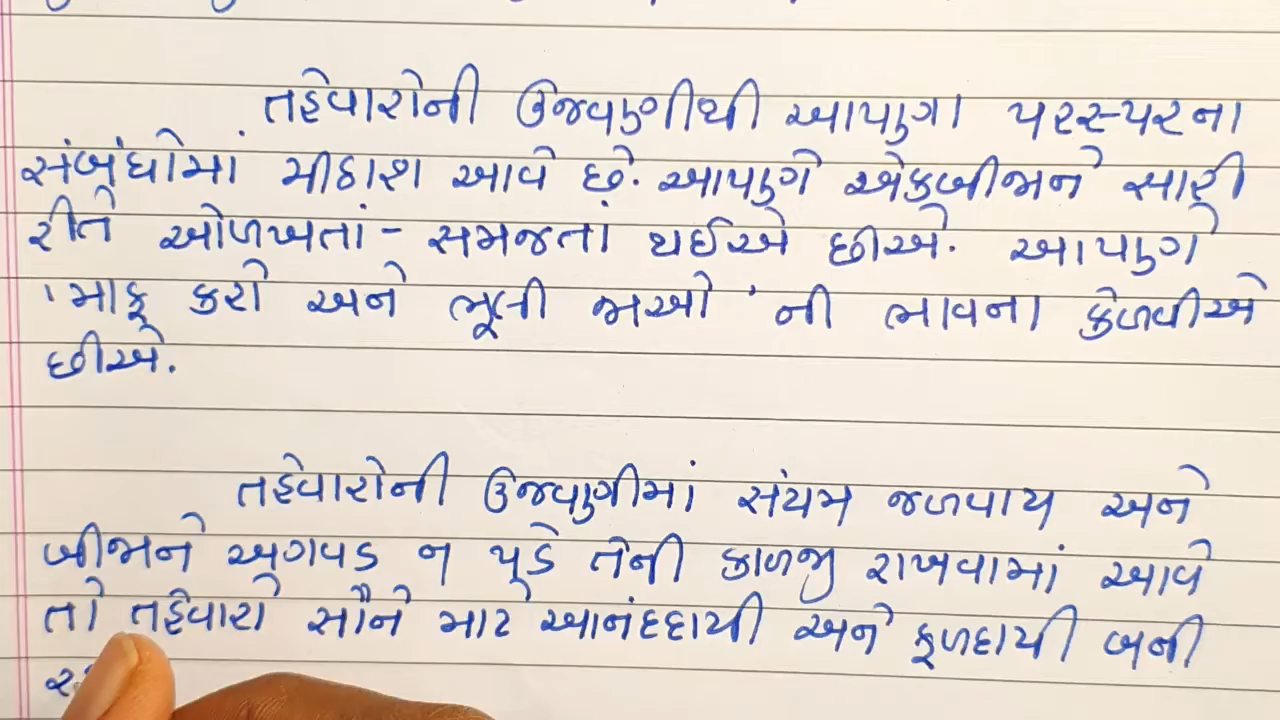 તહેવારોની ઉજવણીથી આપણા પરસ્પરના
સંબંધોમાં મીઠાશ આવે છે. આપણે એકબીજાને સારી
રીતે ઓળખતાં - સમજતાં થઈએ છીએ. આપણે
'માફ કરો અને ભૂલી જાઓ' ની ભાવના કેળવીએ
છીએ.
તહેવારોની ઉજવણીમાં સંયમ જળવાય અને
બીજાને અગવડ ન પડે તેની કાળજી રાખવામાં આવે
તો તહેવારો સૌને માટે આનંદદાયી અને ફળદાયી બની